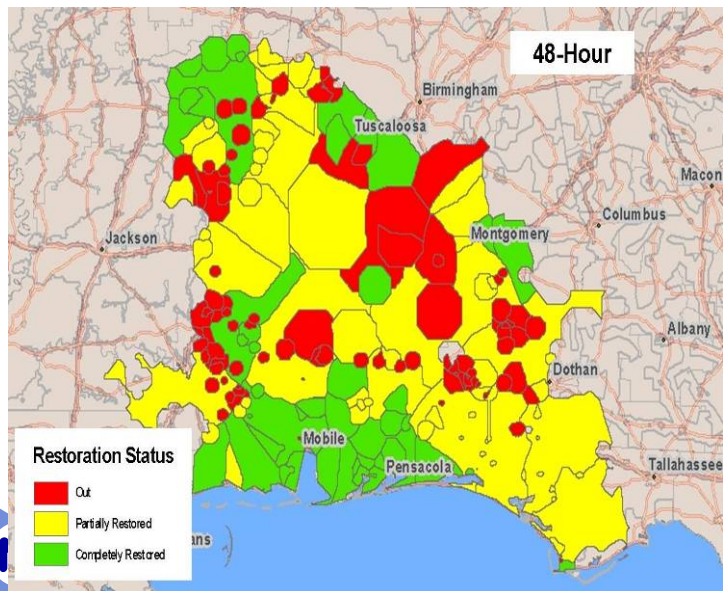 48-Hour
Birmingham
Tuscaloosa
Macon
Columbus
Montgomery
Jackson
Albany
Dothan
Mobile
Pensacola
Tallahassee
Restoration Status
Out
Partially Restored
Completely Restored
ans